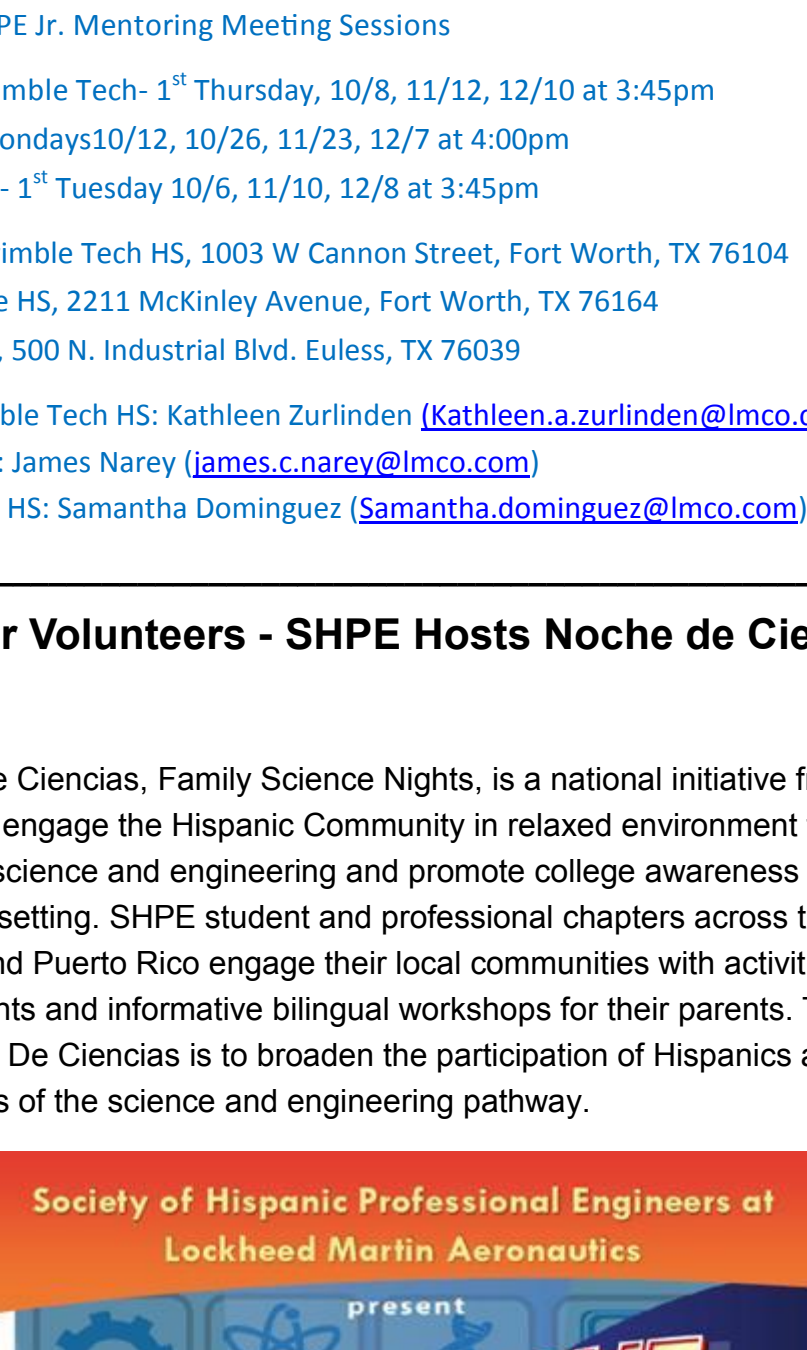 PE Jr. Mentoring Meeting Sessions
mble Tech- 1st Thursday, 10/8, 11/12, 12/10 at 3:45pm
ondays10/12, 10/26, 11/23, 12/7 at 4:00pm
- 1st Tuesday 10/6, 11/10, 12/8 at 3:45pm
imble Tech HS, 1003 W Cannon Street, Fort Worth, TX 76104
e HS, 2211 McKinley Avenue, Fort Worth, TX 76164
, 500 N. Industrial Blvd. Euless, TX 76039
ble Tech HS: Kathleen Zurlinden (Kathleen.a.zurlinden@lmco.c
: James Narey (james.c.narey@lmco.com)
HS: Samantha Dominguez (Samantha.dominguez@lmco.com)
r Volunteers - SHPE Hosts Noche de Cie
e Ciencias, Family Science Nights, is a national initiative f
engage the Hispanic Community in relaxed environment
science and engineering and promote college awareness
setting. SHPE student and professional chapters across t
nd Puerto Rico engage their local communities with activit
nts and informative bilingual workshops for their parents. T
De Ciencias is to broaden the participation of Hispanics a
s of the science and engineering pathway.
Society of Hispanic Professional Engineers at
Lockheed Martin Aeronautics
present